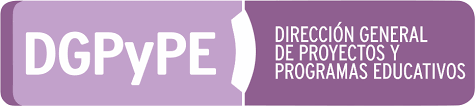 DGPyPE
DIRECCIÓN GENERAL
DE PROYECTOS Y
PROGRAMAS EDUCATIVOS